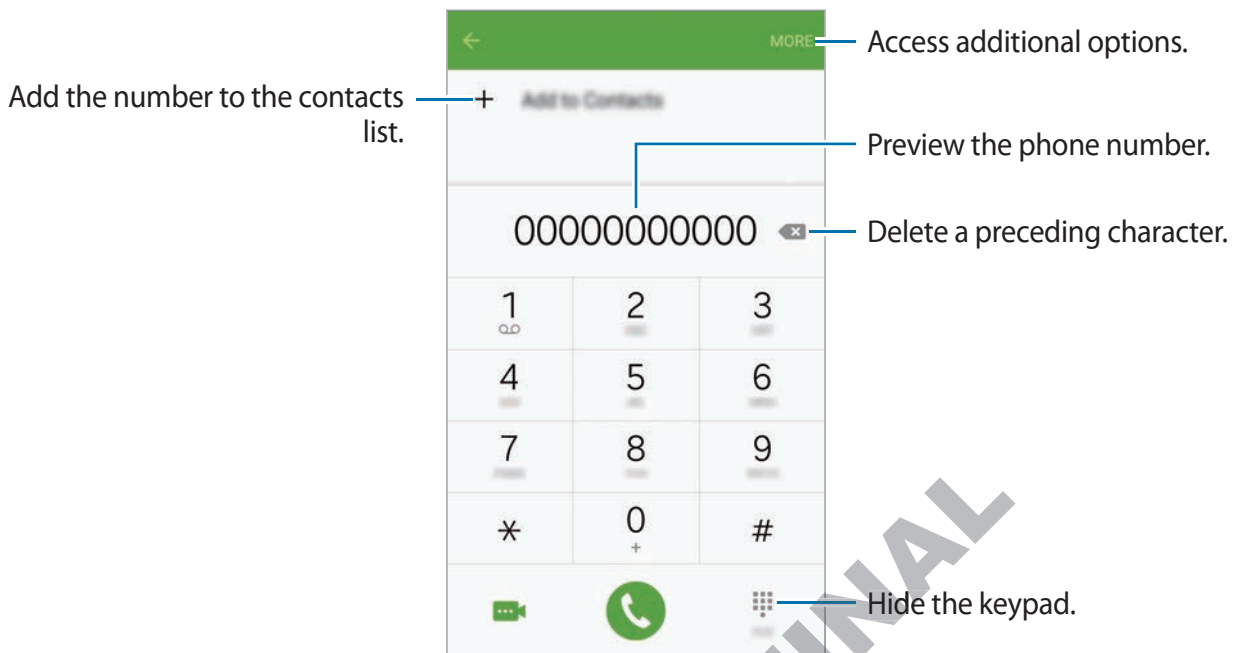 MORE
Access additional options.
Add the number to the contacts
list.
Add to Contacts
Preview the phone number.
00000000000
Delete a preceding character.
1 2 3
4 5 6
7 8 9
* 0 #
+
Hide the keypad.